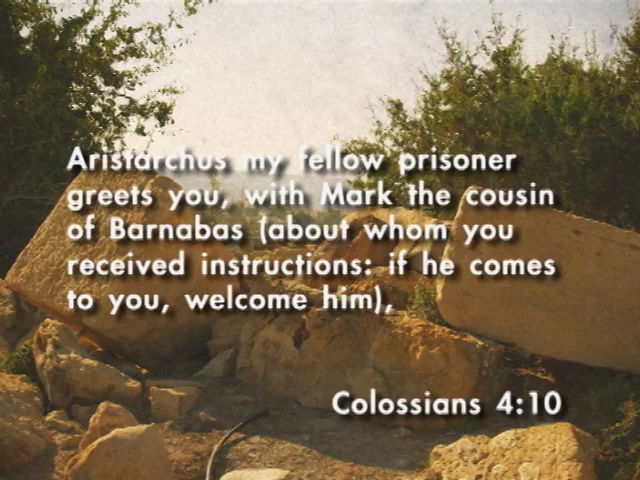 Aristarchus my fellow prisoner
greets you, with Mark the cousin
of Barnabas (about whom you
received instructions: if he comes
to you, welcome him),
Colossians 4:10